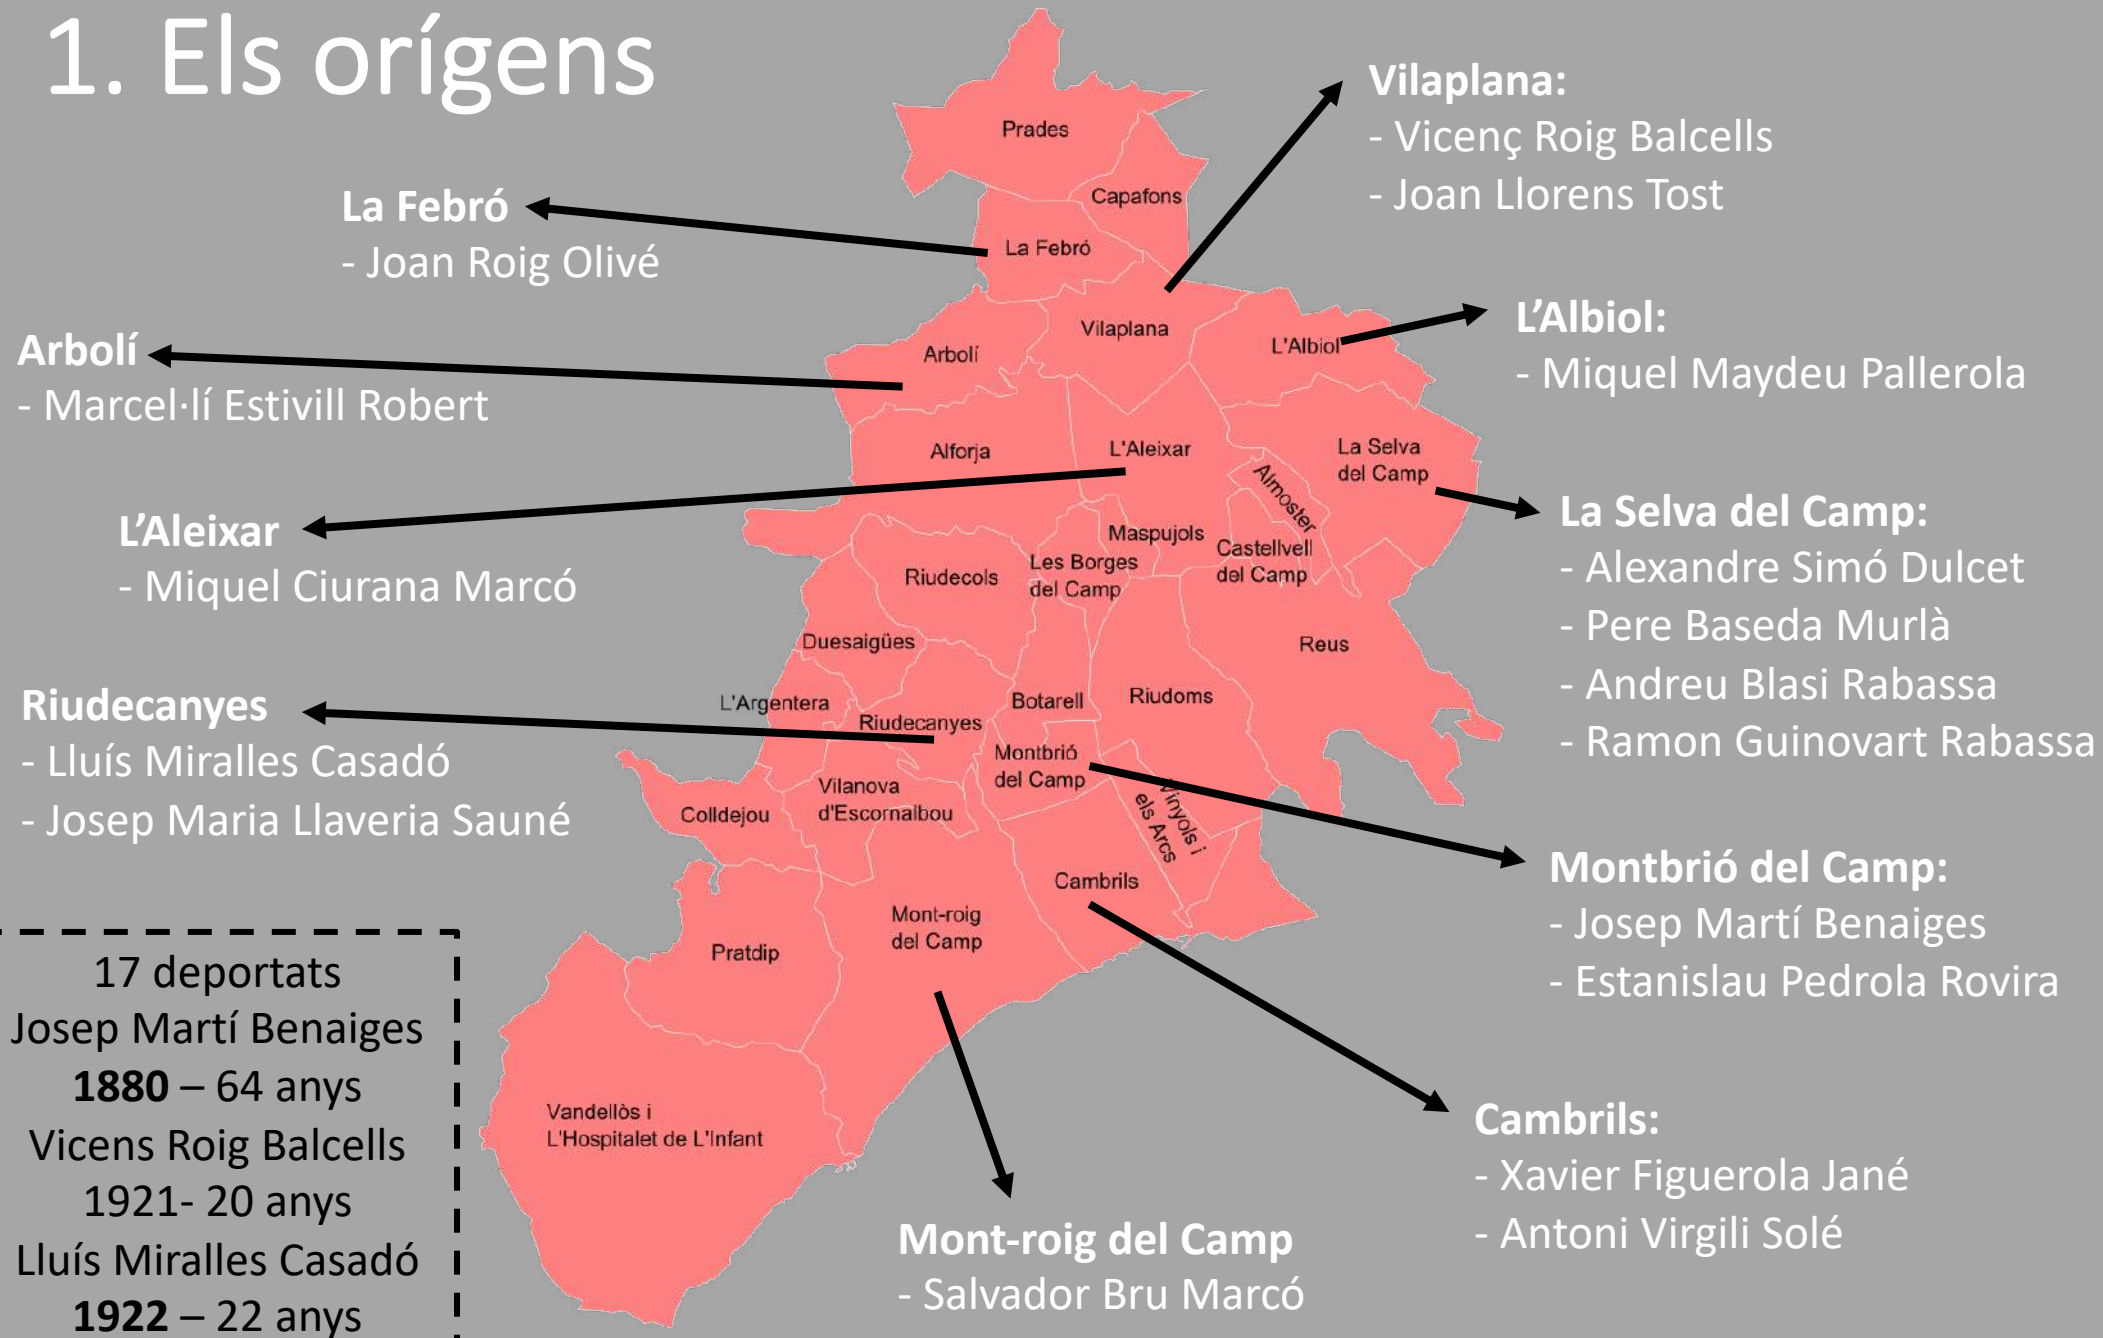 1. Els orígens
La Febró
- Joan Roig Olivé
Arbolí
- Marcel·lí Estivill Robert
L'Aleixar
- Miquel Ciurana Marcó
Riudecanyes
- Lluís Miralles Casadó
- Josep Maria Llaveria Sauné
17 deportats
Josep Martí Benaiges
1880 – 64 anys
Vicens Roig Balcells
1921- 20 anys
Lluís Miralles Casadó
1922 – 22 anys
Prades
Capafons
La Febró
Vilaplana
L'Albiol
Arbolí
Alforja
L'Aleixar
La Selva
del Camp
Almoster
Maspujols
Castellvell
del Camp
Les Borges
del Camp
Riudecols
Duesaigües
Reus
L'Argentera
Riudecanyes
Botarell
Riudoms
Montbrió
del Camp
Vinyols i
els Arcs
Vilanova
d'Escornalbou
Colldejou
Cambrils
Mont-roig
del Camp
Pratdip
Vandellòs i
L'Hospitalet de L'Infant
Vilaplana:
- Vicenç Roig Balcells
- Joan Llorens Tost
L'Albiol:
- Miquel Maydeu Pallerola
La Selva del Camp:
- Alexandre Simó Dulcet
- Pere Baseda Murlà
- Andreu Blasi Rabassa
- Ramon Guinovart Rabassa
Montbrió del Camp:
- Josep Martí Benaiges
- Estanislau Pedrola Rovira
Cambrils:
- Xavier Figuerola Jané
- Antoni Virgili Solé
Mont-roig del Camp
- Salvador Bru Marcó